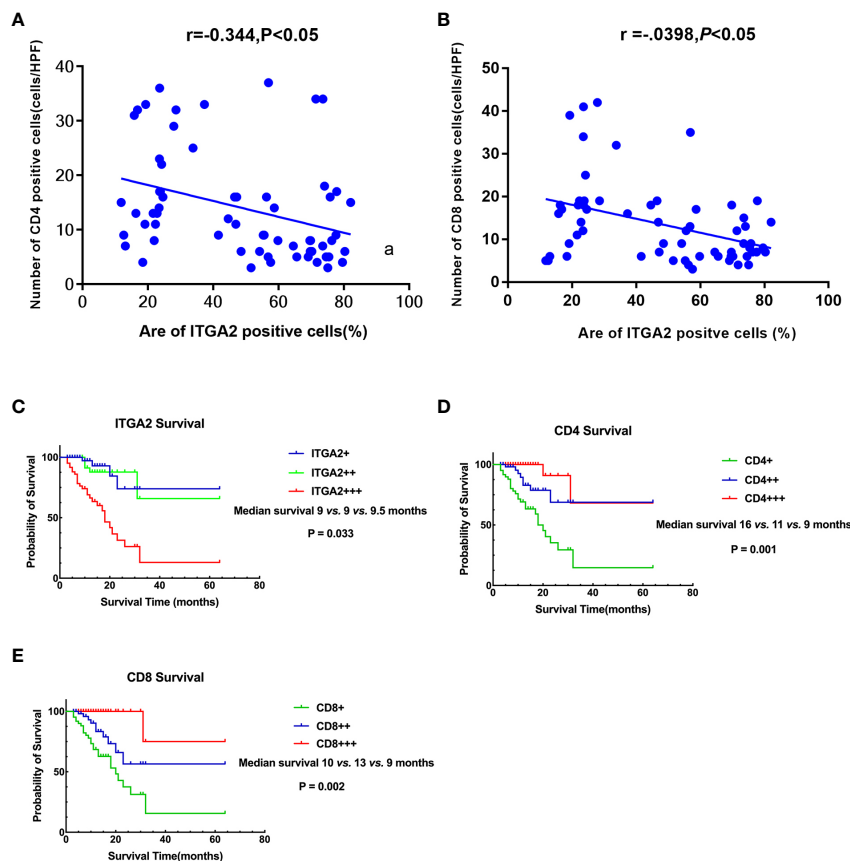 A
r=-0.344,P<0.05
Number of CD4 positive cells(cells/HPF)
40
30
20
10
0
a
0 20 40 60 80 100
Are of ITGA2 positive cells(%)
B
r =-.0398,P<0.05
Number of CD8 positive cells(cells/HPF)
50
40
30
20
10
0
0 20 40 60 80 100
Are of ITGA2 positve cells (%)
C
ITGA2 Survival
Probability of Survival
100
50
0
0 20 40 60 80
Survival Time (months)
ITGA2+
ITGA2++
ITGA2+++
Median survival 9 vs. 9 vs. 9.5 months
P = 0.033
D
CD4 Survival
Probability of Survival
100
50
0
0 20 40 60 80
Survival Time(months)
CD4+
CD4++
CD4+++
Median survival 16 vs. 11 vs. 9 months
P = 0.001
E
CD8 Survival
Probability of Survival
100
50
0
0 20 40 60 80
Survival Time(months)
CD8+
CD8++
CD8+++
Median survival 10 vs. 13 vs. 9 months
P = 0.002